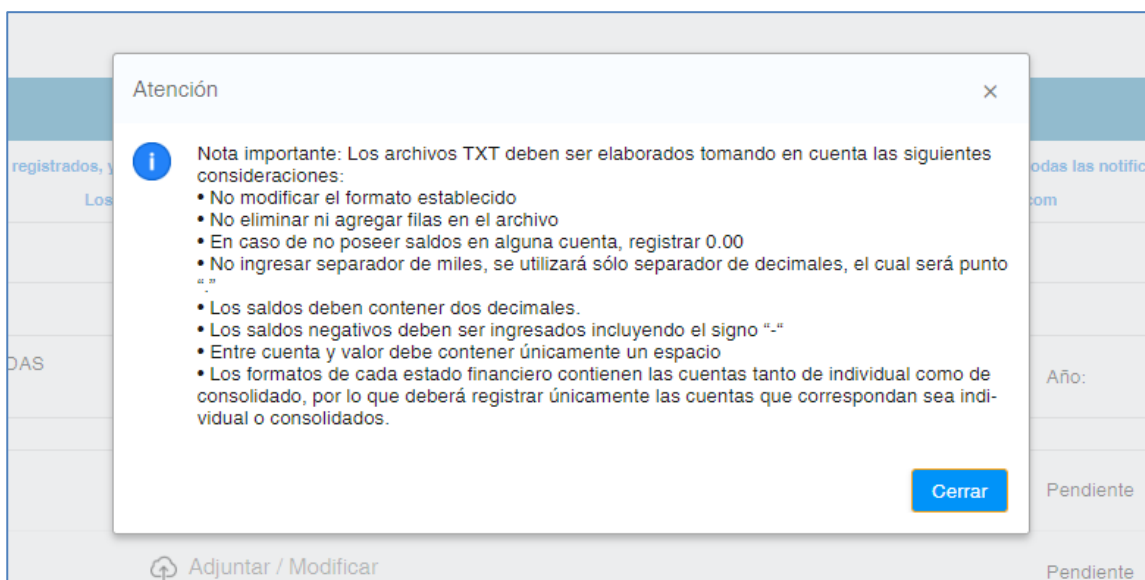 Atención
×
registrados, y
Los
Nota importante: Los archivos TXT deben ser elaborados tomando en cuenta las siguientes
consideraciones:
• No modificar el formato establecido
• No eliminar ni agregar filas en el archivo
• En caso de no poseer saldos en alguna cuenta, registrar 0.00
• No ingresar separador de miles, se utilizará sólo separador de decimales, el cual será punto
“.”
• Los saldos deben contener dos decimales.
• Los saldos negativos deben ser ingresados incluyendo el signo “-“
• Entre cuenta y valor debe contener únicamente un espacio
• Los formatos de cada estado financiero contienen las cuentas tanto de individual como de
consolidado, por lo que deberá registrar únicamente las cuentas que correspondan sea indi-
vidual o consolidados.
odas las notific
com
DAS
Año:
Cerrar
Pendiente
Adjuntar / Modificar
Pendiente